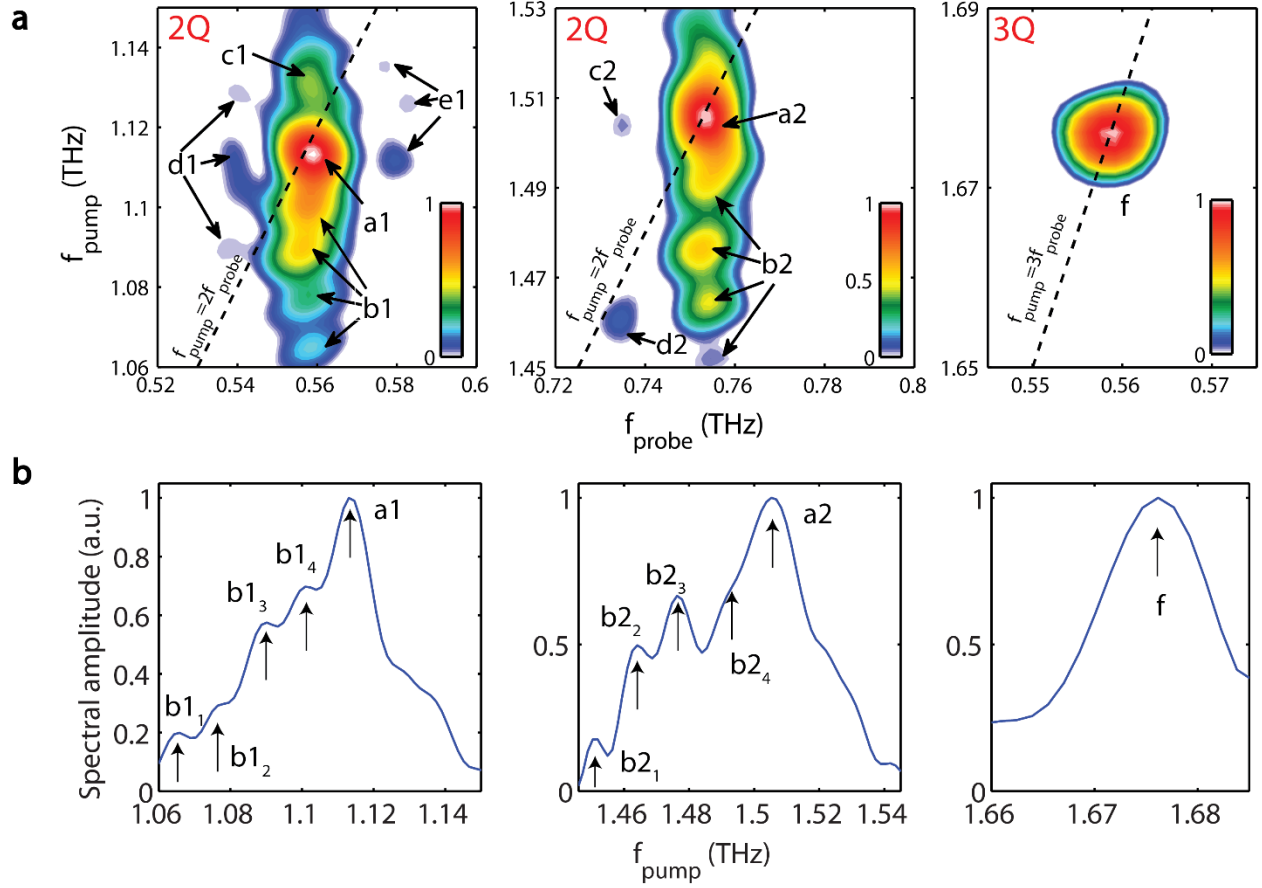 a
2Q
c1
e1
d1
a1
b1
f_pump=2f_probe
1
0
1.14
1.12
1.1
1.08
1.06
0.52
0.54
0.56
0.58
0.6
f_pump (THz)
2Q
c2
a2
b2
d2
f_pump=2f_probe
1
0.5
0
1.53
1.51
1.49
1.47
1.45
0.72
0.74
0.76
0.78
0.8
f_probe (THz)
3Q
f
f_pump=3f_probe
1
0
1.69
1.67
1.65
0.55
0.56
0.57
b
Spectral amplitude (a.u.)
1
0.8
0.6
0.4
0.2
0
a1
b1_4
b1_3
b1_1
b1_2
1.06
1.08
1.1
1.12
1.14
1
0.5
0
a2
b2_3
b2_2
b2_4
b2_1
1.46
1.48
1.5
1.52
1.54
f_pump (THz)
1
0.5
0
f
1.66
1.67
1.68